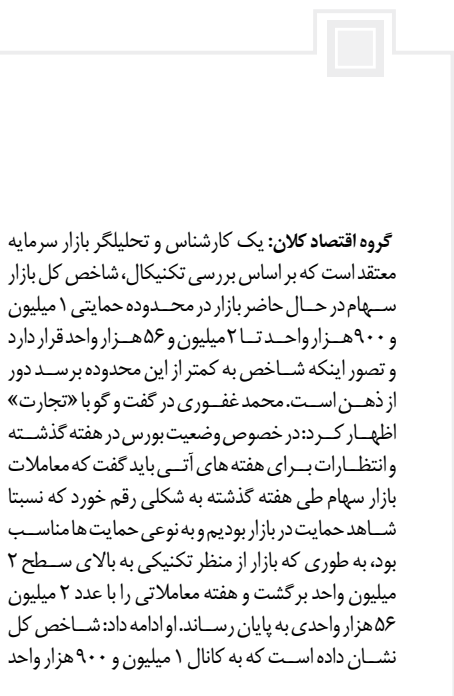 گروه اقتصاد کلان: یک کارشناس و تحلیلگر بازار سرمایه
معتقد است که بر اساس بررسی تکنیکال، شاخص کل بازار
سهام در حال حاضر بازار در محدوده حمایتی ۱ میلیون
و ۹۰۰ هزار واحد تا ۲ میلیون و ۵۶ هزار واحد قرار دارد
و تصور اینکه شاخص به کمتر از این محدوده برسد دور
از ذهن است. محمد غفوری در گفت و گو با «تجارت»
اظهار کرد: در خصوص وضعیت بورس در هفته گذشته
و انتظارات برای هفته های آتی باید گفت که معاملات
بازار سهام طی هفته گذشته به شکلی رقم خورد که نسبتا
شاهد حمایت در بازار بودیم و به نوعی حمایت ها مناسب
بود، به طوری که بازار از منظر تکنیکی به بالای سطح ۲
میلیون واحد برگشت و هفته معاملاتی را با عدد ۲ میلیون
۵۶ هزار واحدی به پایان رساند. او ادامه داد: شاخص کل
نشان داده است که به کانال ۱ میلیون و ۹۰۰ هزار واحد